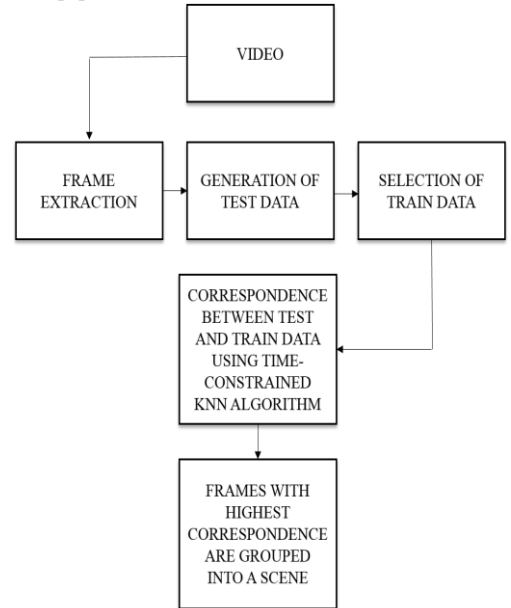 VIDEO
FRAME
EXTRACTION
GENERATION OF
TEST DATA
SELECTION OF
TRAIN DATA
CORRESPONDENCE
BETWEEN TEST
AND TRAIN DATA
USING TIME-
CONSTRAINED
KNN ALGORITHM
FRAMES WITH
HIGHEST
CORRESPONDENCE
ARE GROUPED
INTO A SCENE